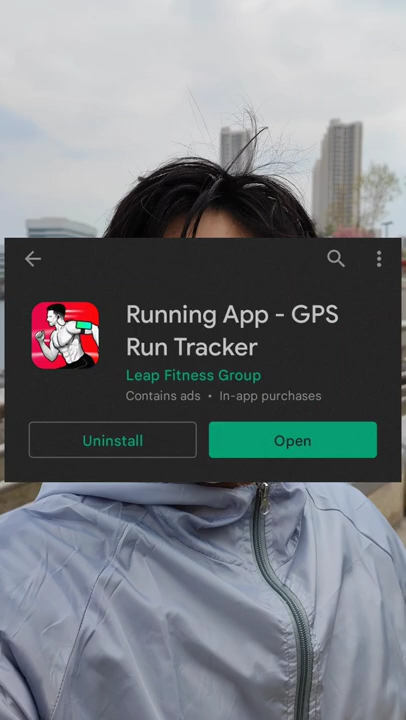 Running App - GPS
Run Tracker
Leap Fitness Group
Contains ads • In-app purchases
Uninstall
Open